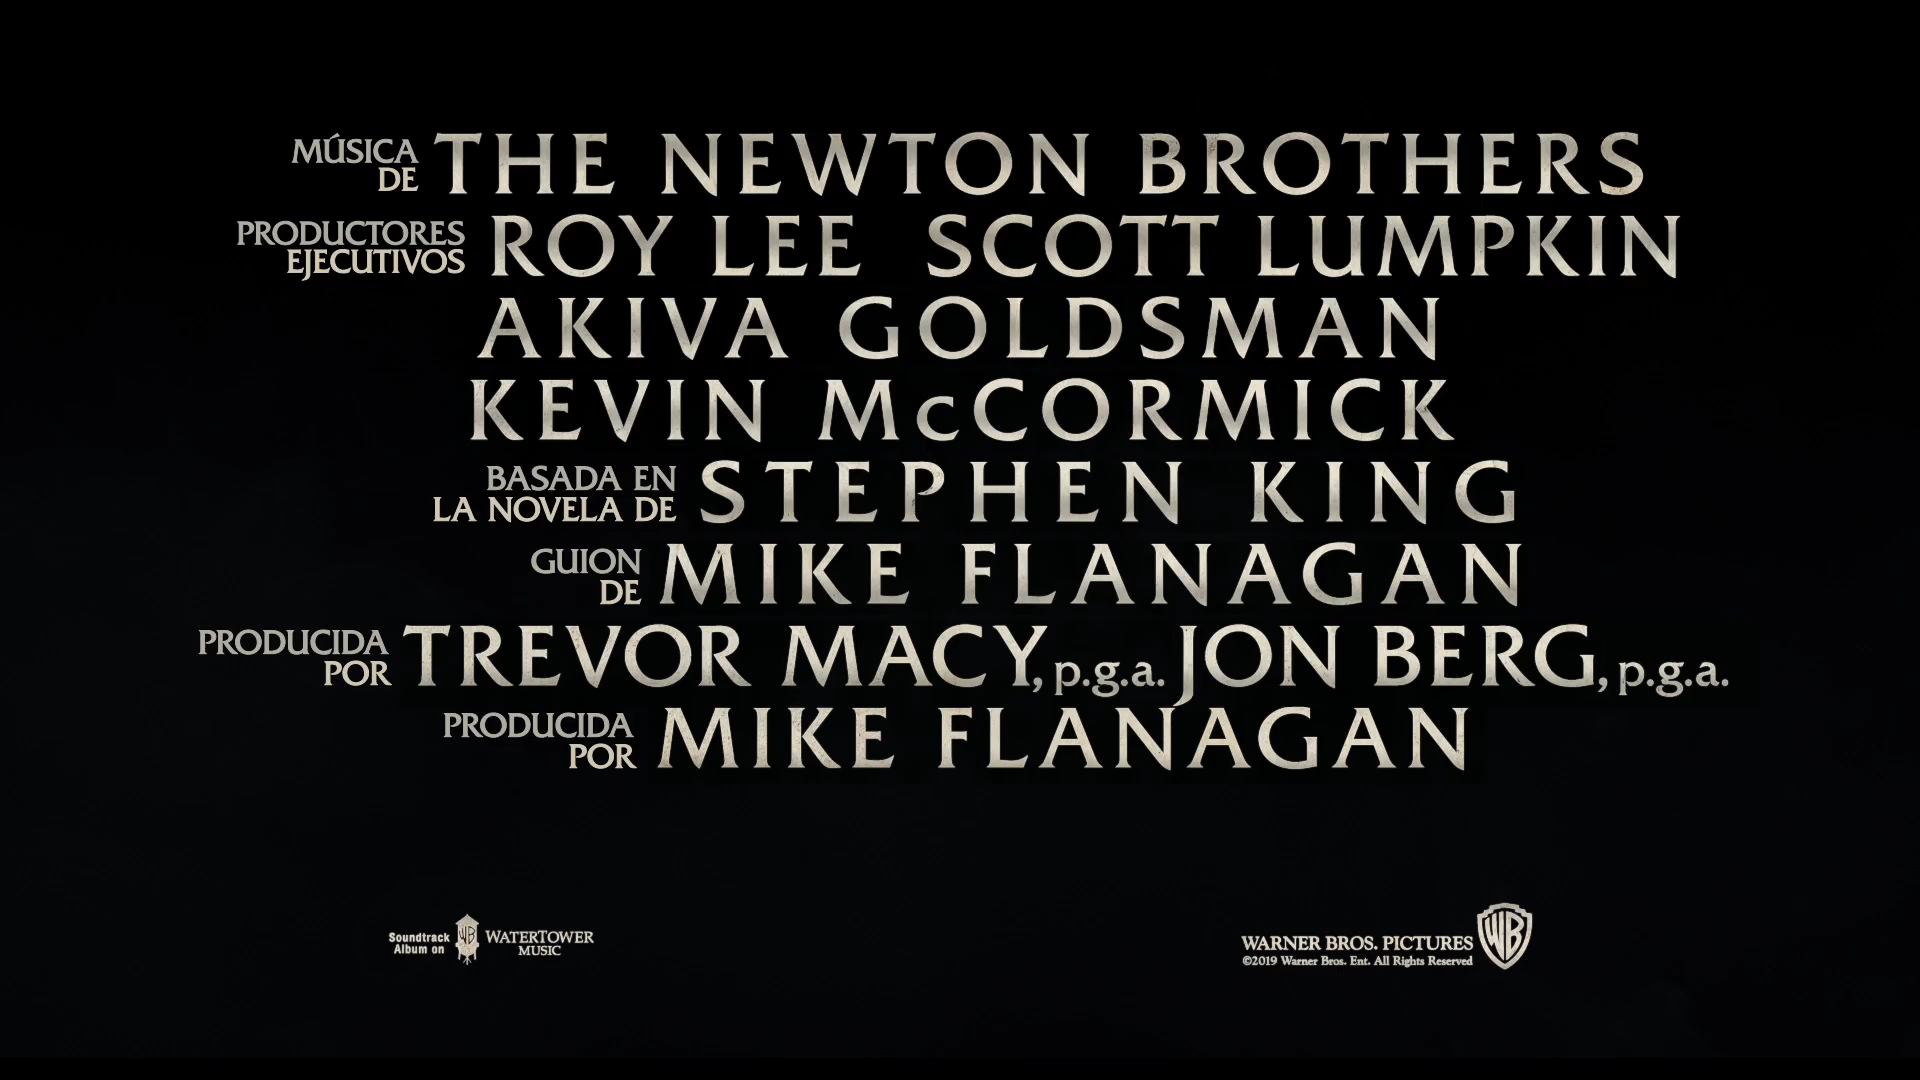 MÚSICA DE THE NEWTON BROTHERS
PRODUCTORES EJECUTIVOS ROY LEE SCOTT LUMPKIN
AKIVA GOLDSMAN
KEVIN McCORMICK
BASADA EN LA NOVELA DE STEPHEN KING
GUION DE MIKE FLANAGAN
PRODUCIDA POR TREVOR MACY, p.g.a. JON BERG, p.g.a.
PRODUCIDA POR MIKE FLANAGAN
Soundtrack Album on WB WATERTOWER MUSIC
WARNER BROS. PICTURES WB
©2019 Warner Bros. Ent. All Rights Reserved